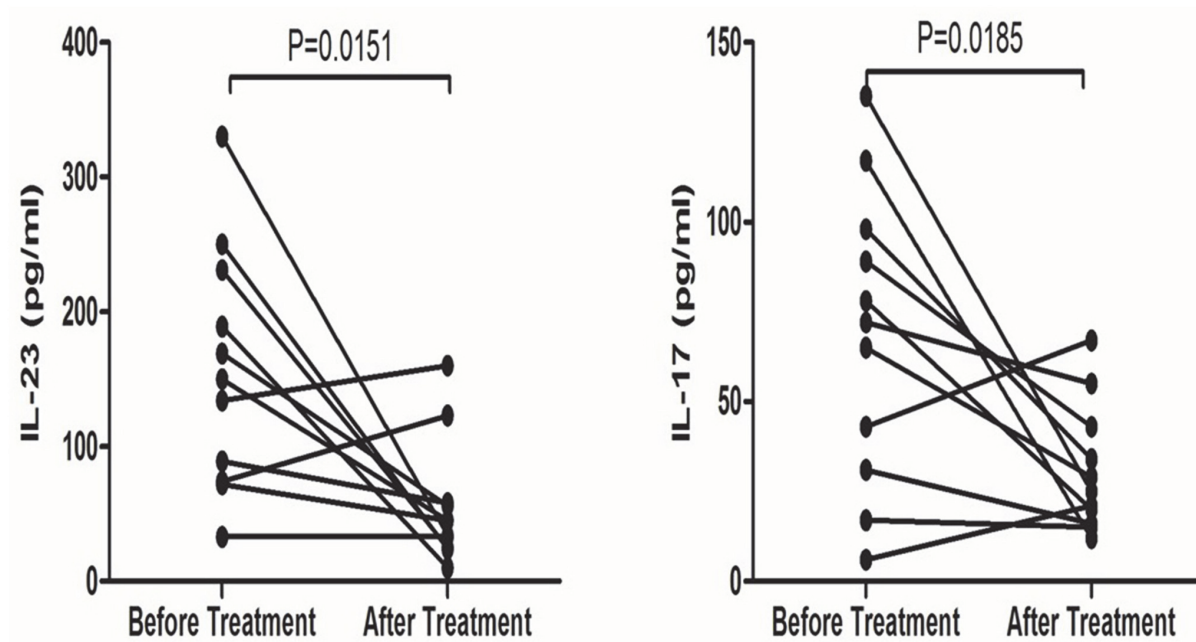 P=0.0151
400
300
200
100
0
IL-23 (pg/ml)
Before Treatment After Treatment
P=0.0185
150
100
50
0
IL-17 (pg/ml)
Before Treatment After Treatment